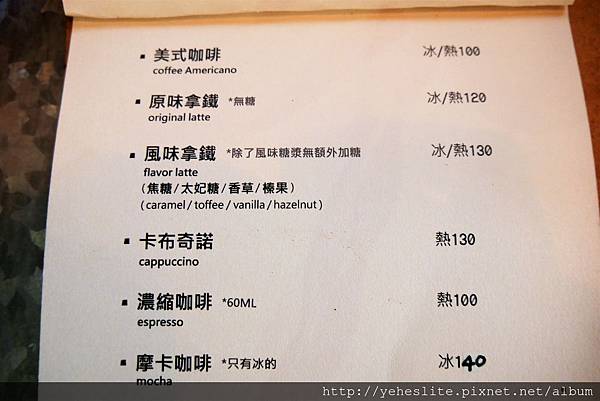 ▪ 美式咖啡 冰/熱100
coffee Americano
▪ 原味拿鐵 *無糖 冰/熱120
original latte
▪ 風味拿鐵 *除了風味糖漿無額外加糖 冰/熱130
flavor latte
(焦糖/太妃糖/香草/榛果)
(caramel/toffee/vanilla/hazelnut)
▪ 卡布奇諾 熱130
cappuccino
▪ 濃縮咖啡 *60ML 熱100
espresso
▪ 摩卡咖啡 *只有冰的 冰140
mocha
http://yeheslite.pixnet.net/album